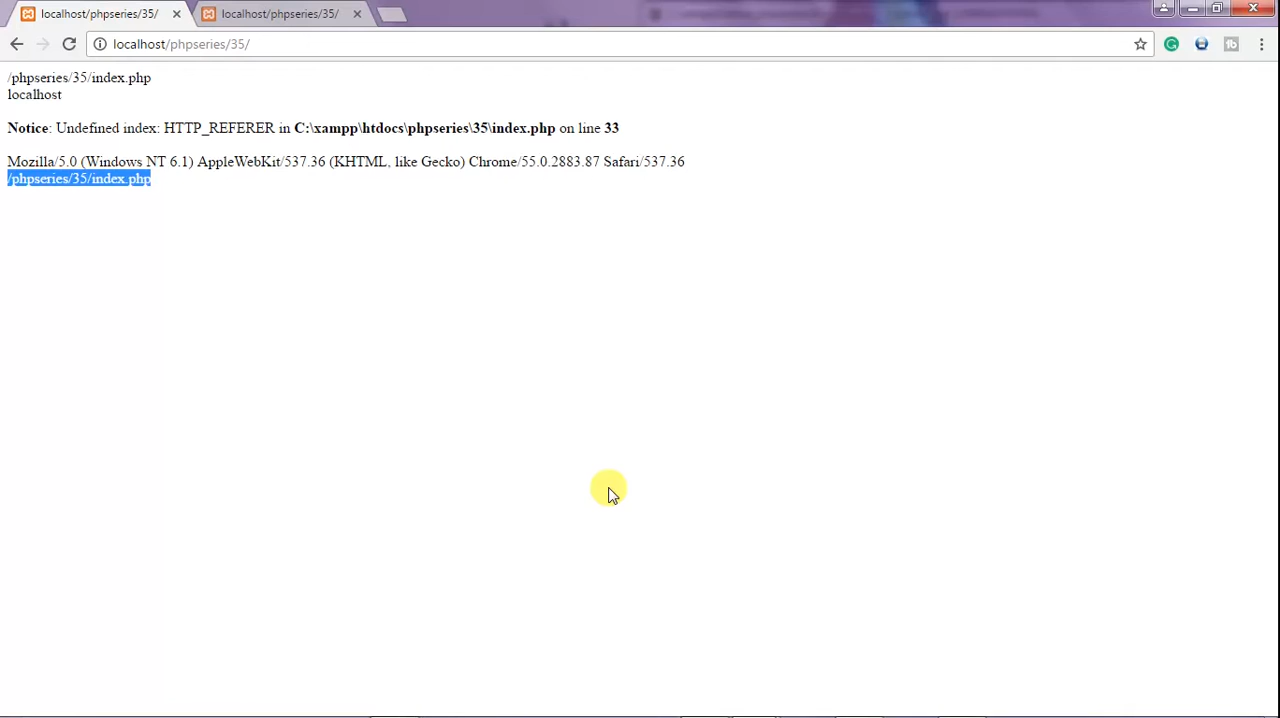 localhost/phpseries/35/
localhost/phpseries/35/
localhost/phpseries/35/
/phpseries/35/index.php
localhost
Notice: Undefined index: HTTP_REFERER in C:\xampp\htdocs\phpseries\35\index.php on line 33
Mozilla/5.0 (Windows NT 6.1) AppleWebKit/537.36 (KHTML, like Gecko) Chrome/55.0.2883.87 Safari/537.36
/phpseries/35/index.php